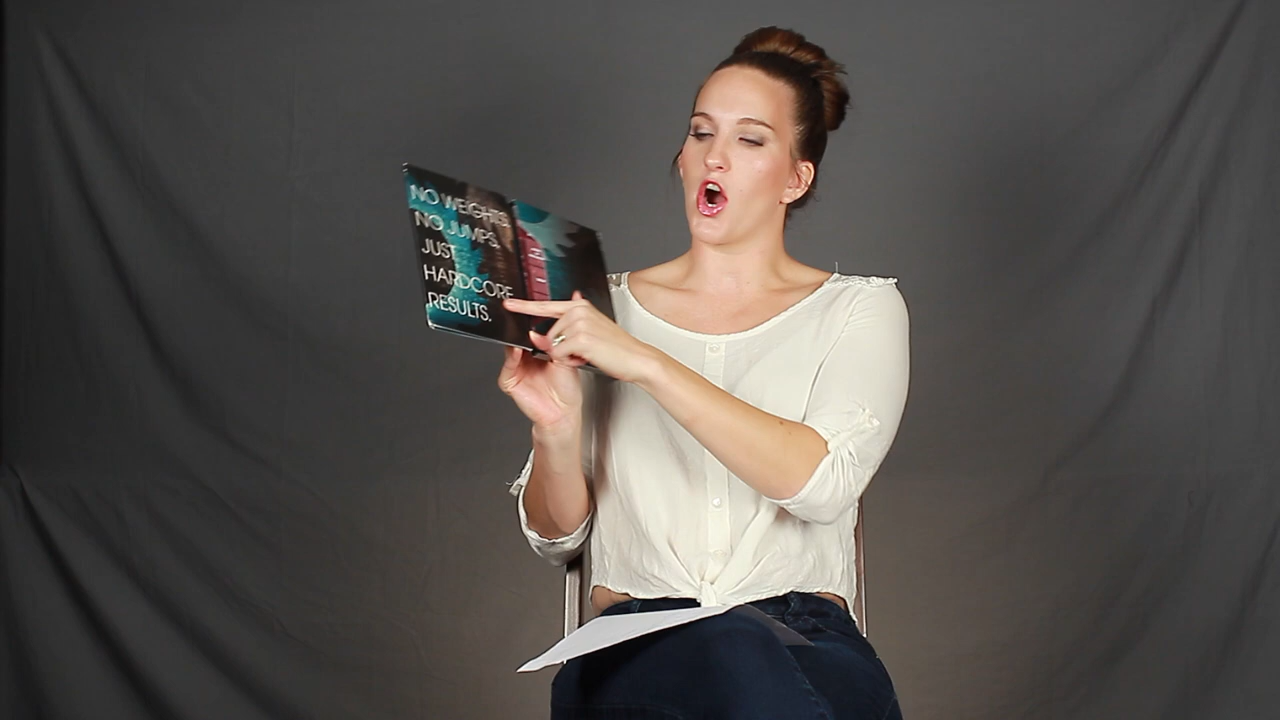 NO WEIGHTS.
NO JUMPS.
JUST
HARDCORE
RESULTS.